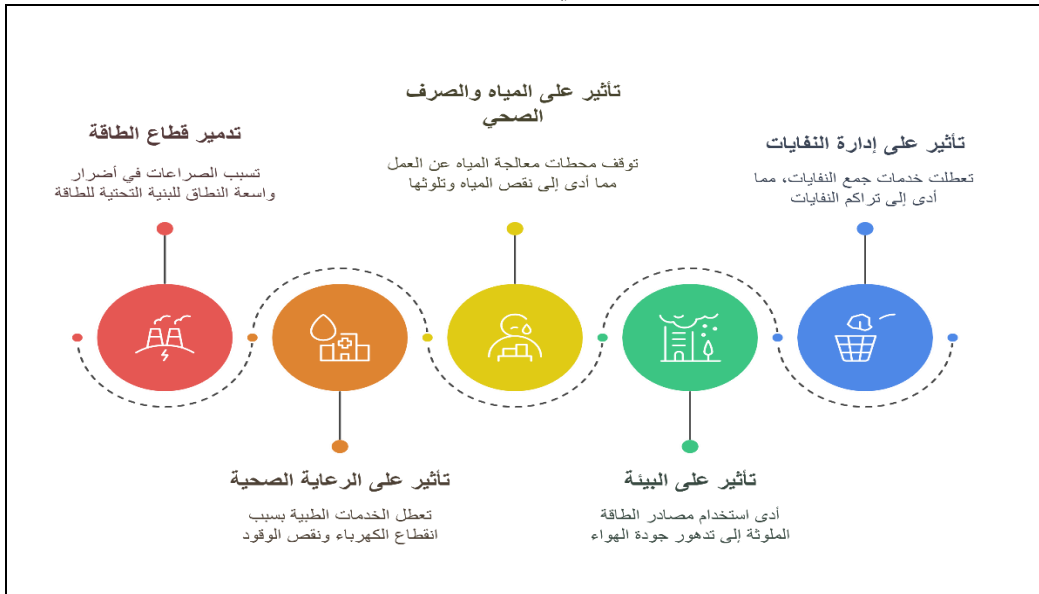 تدمير قطاع الطاقة
تسبب الصراعات في أضرار
واسعة النطاق للبنية التحتية للطاقة
تأثير على الرعاية الصحية
تعطل الخدمات الطبية بسبب
انقطاع الكهرباء ونقص الوقود
تأثير على المياه والصرف
الصحي
توقف محطات معالجة المياه عن العمل
مما أدى إلى نقص المياه وتلوثها
تأثير على البيئة
أدى استخدام مصادر الطاقة
الملوثة إلى تدهور جودة الهواء
تأثير على إدارة النفايات
تعطلت خدمات جمع النفايات، مما
أدى إلى تراكم النفايات